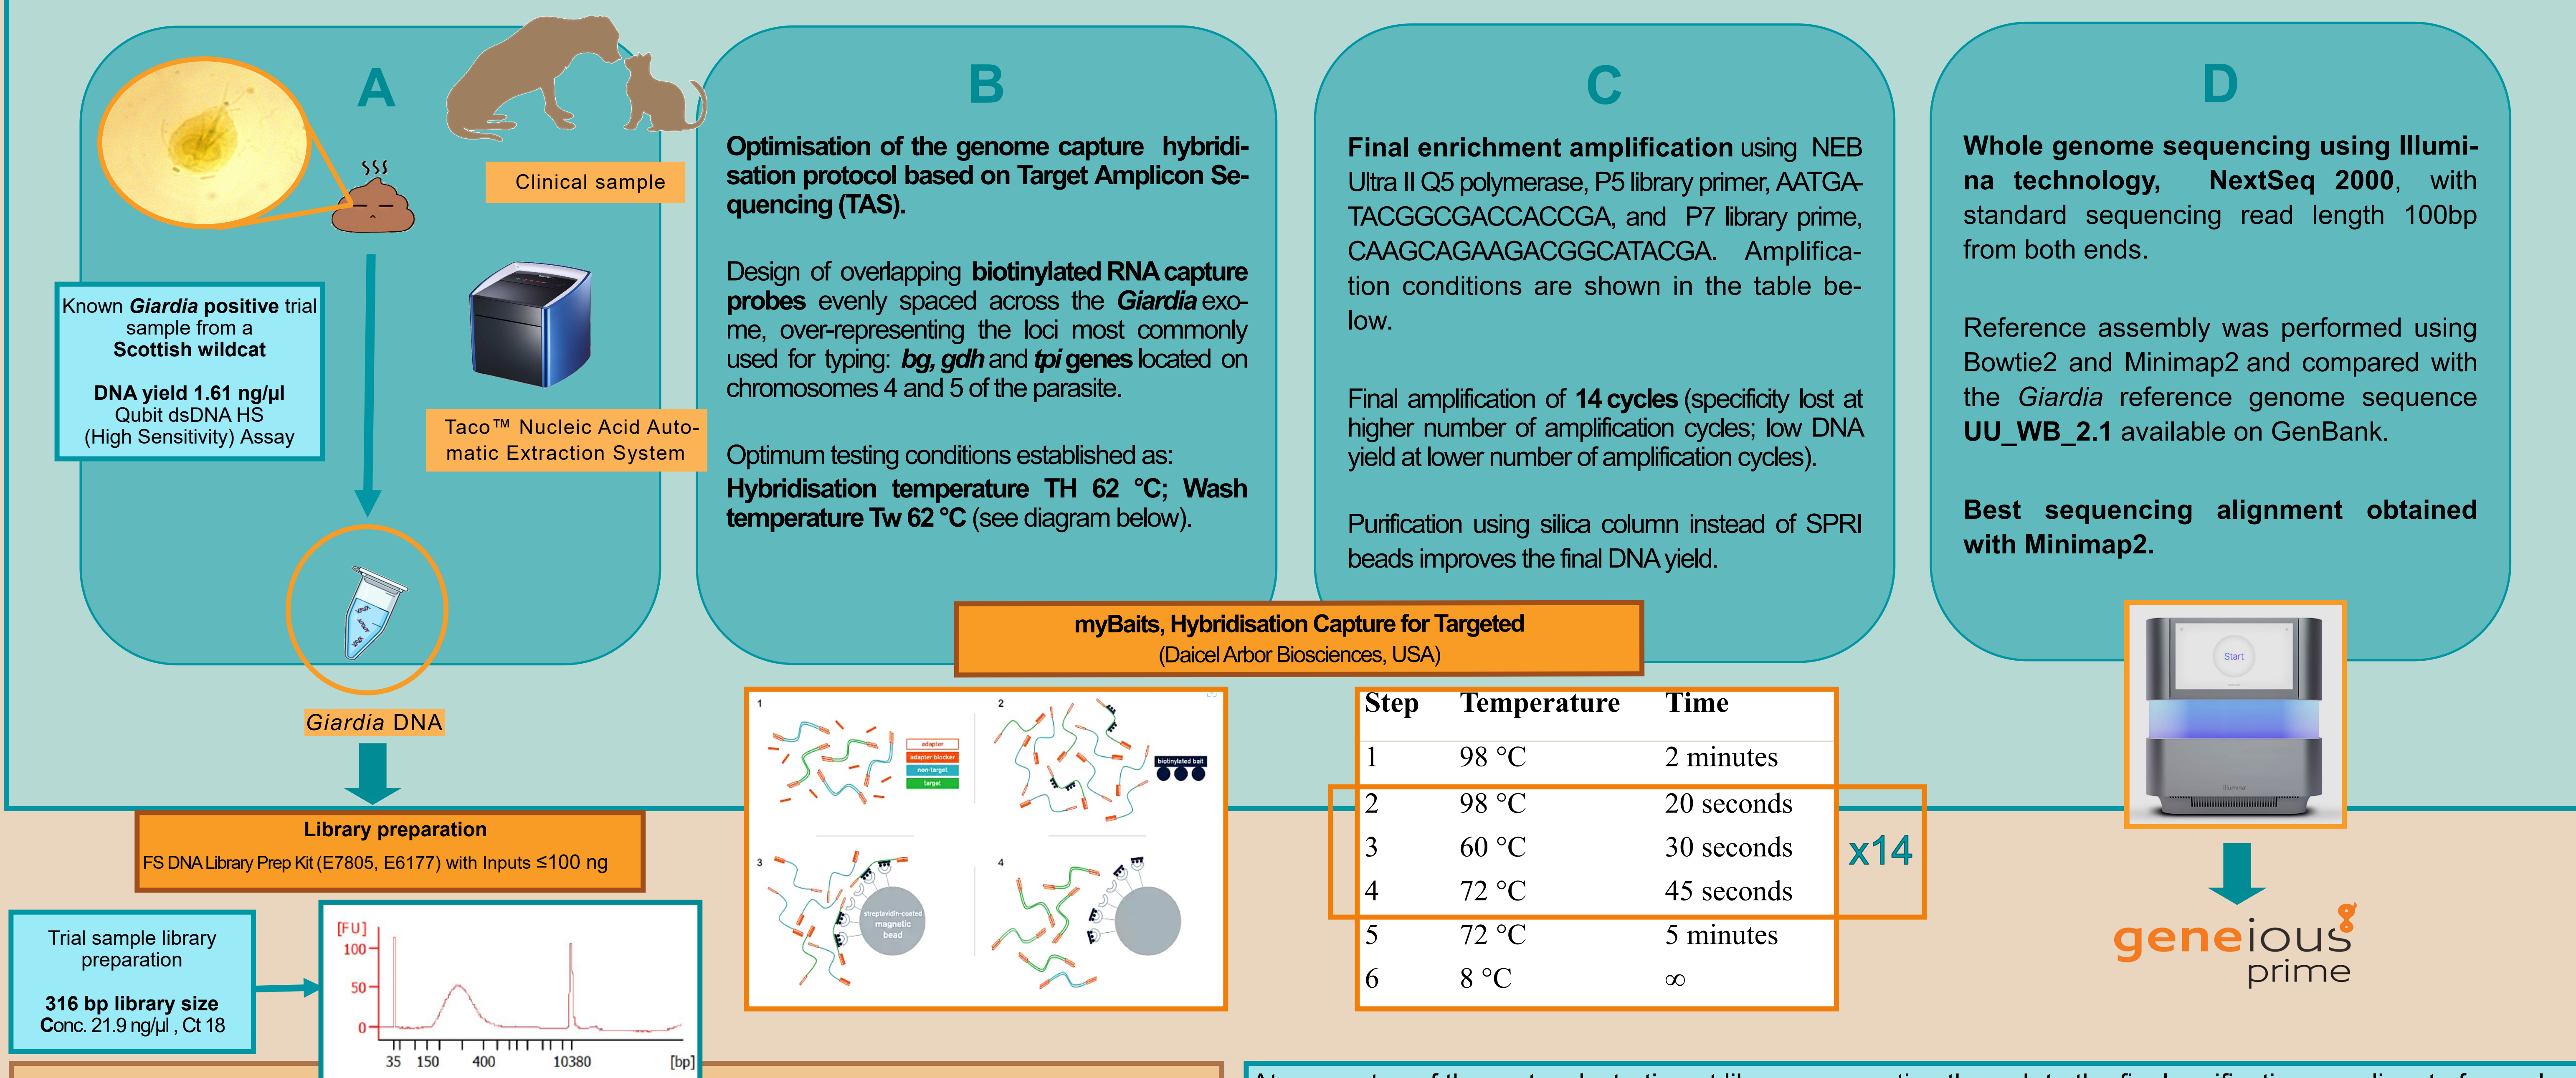 A
Clinical sample
Known Giardia positive trial
sample from a
Scottish wildcat
DNA yield 1.61 ng/µl
Qubit dsDNA HS
(High Sensitivity) Assay
Taco™ Nucleic Acid Auto-
matic Extraction System
Giardia DNA
Library preparation
FS DNA Library Prep Kit (E7805, E6177) with Inputs ≤100 ng
Trial sample library
preparation
316 bp library size
Conc. 21.9 ng/µl , Ct 18
[FU]
100
50
0
35 150 400 10380 [bp]
B
Optimisation of the genome capture hybridi-
sation protocol based on Target Amplicon Se-
quencing (TAS).
Design of overlapping biotinylated RNA capture
probes evenly spaced across the Giardia exo-
me, over-representing the loci most commonly
used for typing: bg, gdh and tpi genes located on
chromosomes 4 and 5 of the parasite.
Optimum testing conditions established as:
Hybridisation temperature TH 62 °C; Wash
temperature Tw 62 °C (see diagram below).
C
Final enrichment amplification using NEB
Ultra II Q5 polymerase, P5 library primer, AATGA-
TACGGCGACCACCGA, and P7 library prime,
CAAGCAGAAGACGGCATACGA. Amplifica-
tion conditions are shown in the table be-
low.
Final amplification of 14 cycles (specificity lost at
higher number of amplification cycles; low DNA
yield at lower number of amplification cycles).
Purification using silica column instead of SPRI
beads improves the final DNA yield.
myBaits, Hybridisation Capture for Targeted
(Daicel Arbor Biosciences, USA)
1
adapter
adapter blocker
non-target
target
2
biotinylated bait
3
streptavidin-coated
magnetic
bead
4
Step Temperature Time
1 98 °C 2 minutes
2 98 °C 20 seconds
3 60 °C 30 seconds
4 72 °C 45 seconds
5 72 °C 5 minutes
6 8 °C ∞
x14
D
Whole genome sequencing using Illumi-
na technology, NextSeq 2000, with
standard sequencing read length 100bp
from both ends.
Reference assembly was performed using
Bowtie2 and Minimap2 and compared with
the Giardia reference genome sequence
UU_WB_2.1 available on GenBank.
Best sequencing alignment obtained
with Minimap2.
Start
illumina
geneious
prime